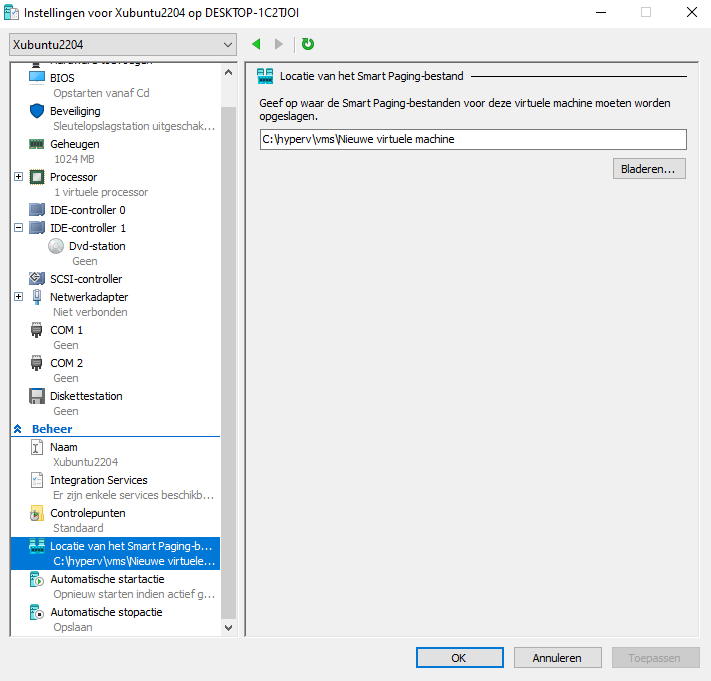 Instellingen voor Xubuntu2204 op DESKTOP-1C2TJOI
Xubuntu2204
BIOS
Opstarten vanaf Cd
Beveiliging
Sleutelopslagstation uitgeschak...
Geheugen
1024 MB
Processor
1 virtuele processor
IDE-controller 0
IDE-controller 1
Dvd-station
Geen
SCSI-controller
Netwerkadapter
Niet verbonden
COM 1
Geen
COM 2
Geen
Diskettestation
Geen
Beheer
Naam
Xubuntu2204
Integration Services
Er zijn enkele services beschikb...
Controlepunten
Standaard
Locatie van het Smart Paging-b...
C:\hyperv\vms\Nieuwe virtuele...
Automatische startactie
Opnieuw starten indien actief g...
Automatische stopactie
Opslaan
Locatie van het Smart Paging-bestand
Geef op waar de Smart Paging-bestanden voor deze virtuele machine moeten worden
opgeslagen.
C:\hyperv\vms\Nieuwe virtuele machine
Bladeren...
OK
Annuleren
Toepassen